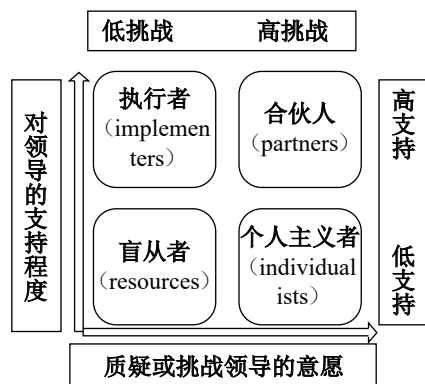 低挑战 高挑战
对领导的支持程度
执行者
（implemen
ters）
合伙人
（partners）
高支持
盲从者
（resources）
个人主义者
（individual
ists）
低支持
质疑或挑战领导的意愿